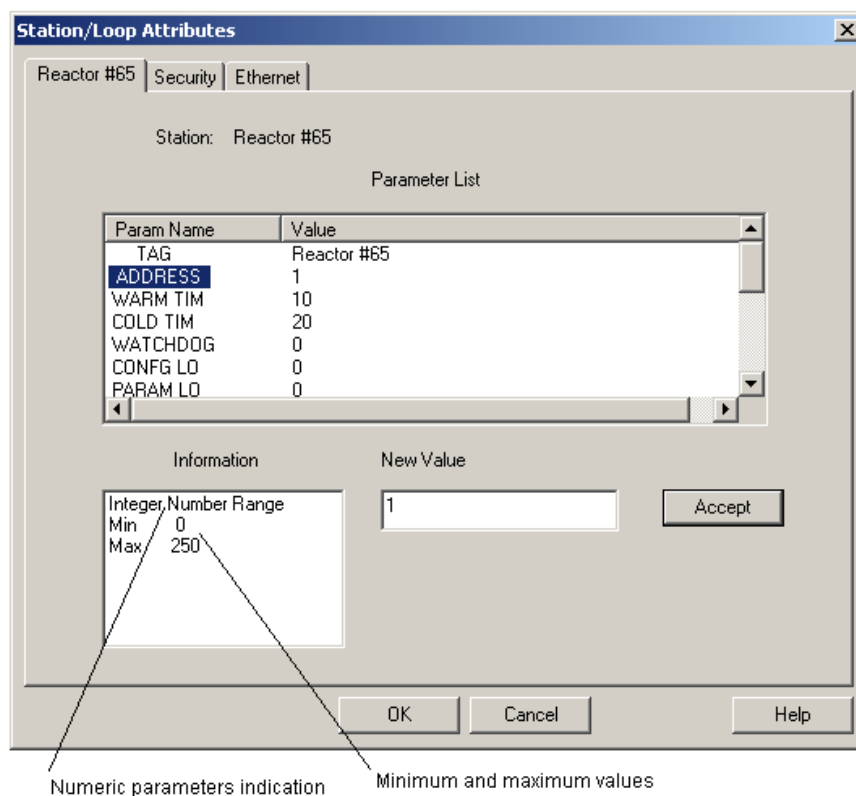 Station/Loop Attributes
Reactor #65 Security Ethernet
Station: Reactor #65
Parameter List
Param Name Value
TAG Reactor #65
ADDRESS 1
WARM TIM 10
COLD TIM 20
WATCHDOG 0
CONFG LO 0
PARAM LO 0
Information New Value
Integer Number Range 1 Accept
Min 0
Max 250
OK Cancel Help
Numeric parameters indication Minimum and maximum values